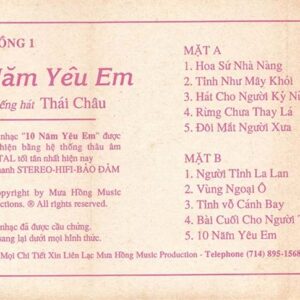 ỒNG 1
Năm Yêu Em
ếng hát Thái Châu
nhạc "10 Năm Yêu Em" được
hiện bằng hệ thống thâu âm
TAL tối tân nhất hiện nay
hanh STEREO-HIFI-BẢO ĐẢM
opyright by Mưa Hồng Music
ctions. ® All rights reserved.
nhạc đã được cầu chứng.
sang lại dưới mọi hình thức.
MẶT A
1. Hoa Sứ Nhà Nàng
2. Tình Như Mây Khói
3. Hát Cho Người Kỷ N
4. Rừng Chưa Thay Lá
5. Đôi Mắt Người Xưa
MẶT B
1. Người Tình La Lan
2. Vùng Ngoại Ô
3. Tình vỗ Cánh Bay
4. Bài Cuối Cho Người T
5. 10 Năm Yêu Em
Mọi Chi Tiết Xin Liên Lạc Mưa Hồng Music Production - Telephone (714) 895-1568